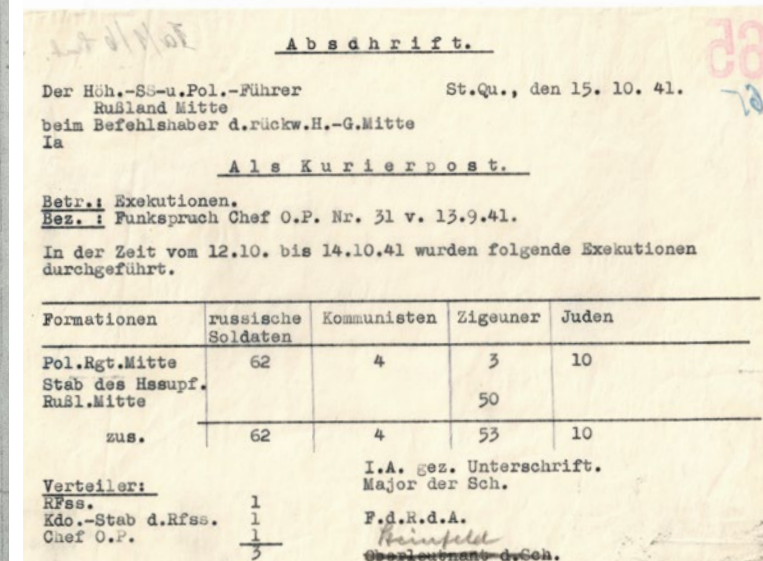 Abschrift.
65
Der Höh.-SS-u.Pol.-Führer St.Qu., den 15. 10. 41.
Rußland Mitte
beim Befehlshaber d.rückw.H.-G.Mitte
Ia
Als Kurierpost.
Betr.: Exekutionen.
Bez. : Funkspruch Chef O.P. Nr. 31 v. 13.9.41.
In der Zeit vom 12.10. bis 14.10.41 wurden folgende Exekutionen
durchgeführt.
Formationen russische Kommunisten Zigeuner Juden
Soldaten
Pol.Rgt.Mitte 62 4 3 10
Stab des Hssupf.
Rußl.Mitte 50
zus. 62 4 53 10
I.A. gez. Unterschrift.
Major der Sch.
Verteiler:
RFss. 1
Kdo.-Stab d.Rfss. 1
Chef O.P. 1
3
F.d.R.d.A.
Oberleutnant d.Sch.